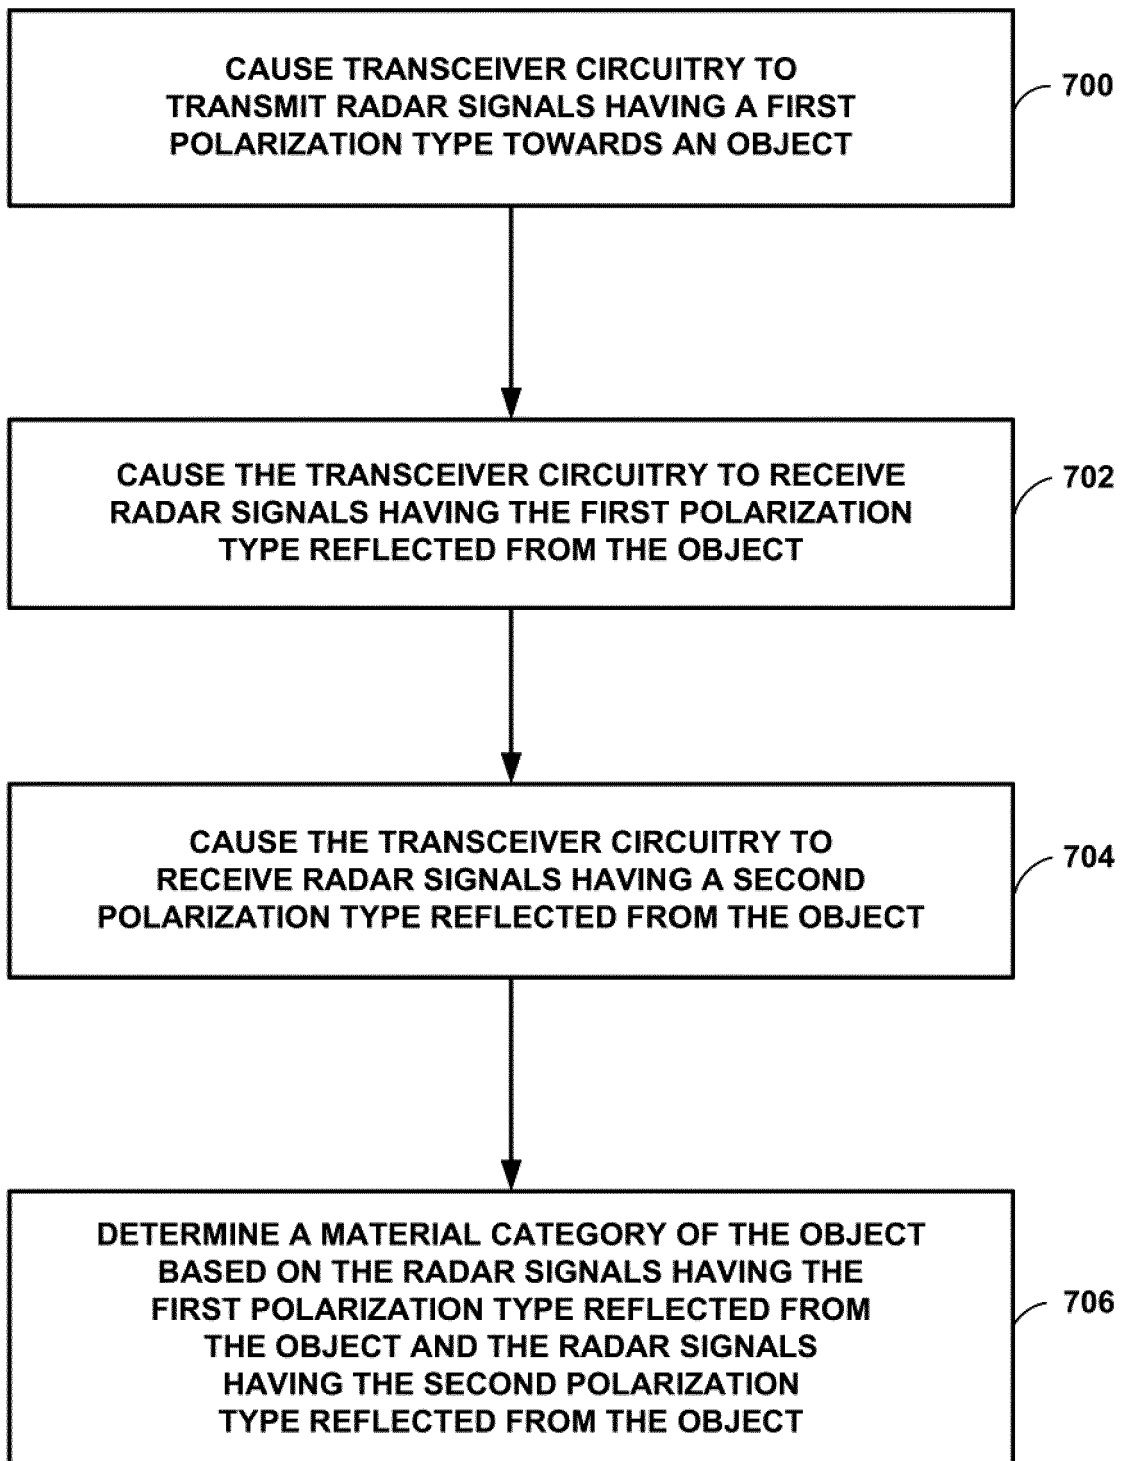 CAUSE TRANSCEIVER CIRCUITRY TO
TRANSMIT RADAR SIGNALS HAVING A FIRST
POLARIZATION TYPE TOWARDS AN OBJECT
700
CAUSE THE TRANSCEIVER CIRCUITRY TO RECEIVE
RADAR SIGNALS HAVING THE FIRST POLARIZATION
TYPE REFLECTED FROM THE OBJECT
702
CAUSE THE TRANSCEIVER CIRCUITRY TO
RECEIVE RADAR SIGNALS HAVING A SECOND
POLARIZATION TYPE REFLECTED FROM THE OBJECT
704
DETERMINE A MATERIAL CATEGORY OF THE OBJECT
BASED ON THE RADAR SIGNALS HAVING THE
FIRST POLARIZATION TYPE REFLECTED FROM
THE OBJECT AND THE RADAR SIGNALS
HAVING THE SECOND POLARIZATION
TYPE REFLECTED FROM THE OBJECT
706